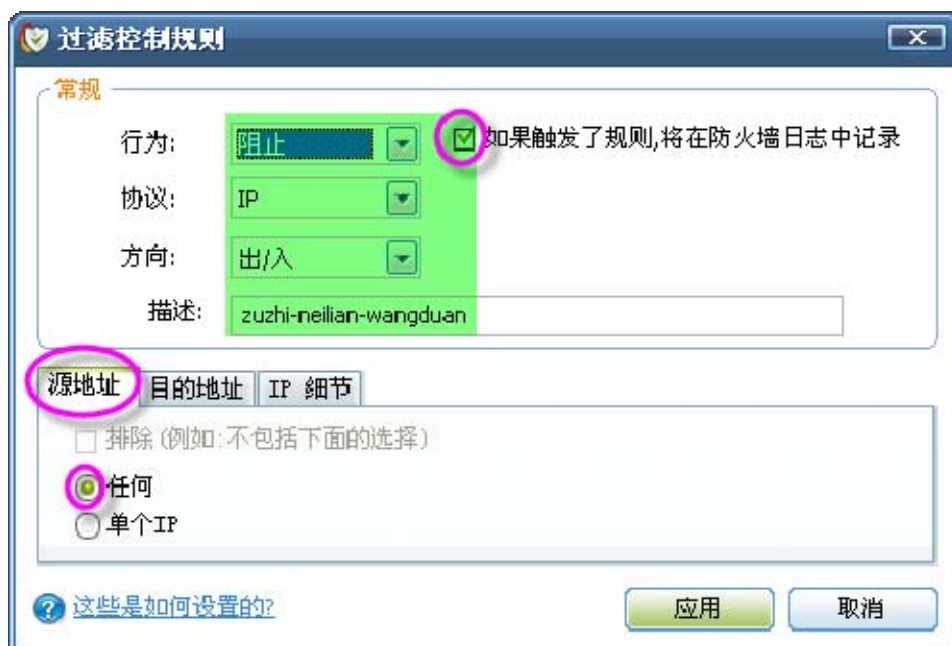 过滤控制规则
常规
行为: 阻止 如果触发了规则,将在防火墙日志中记录
协议: IP
方向: 出/入
描述: zuzhi-neilian-wangduan
源地址 目的地址 IP 细节
排除(例如:不包括下面的选择)
任何
单个IP
这些是如何设置的? 应用 取消